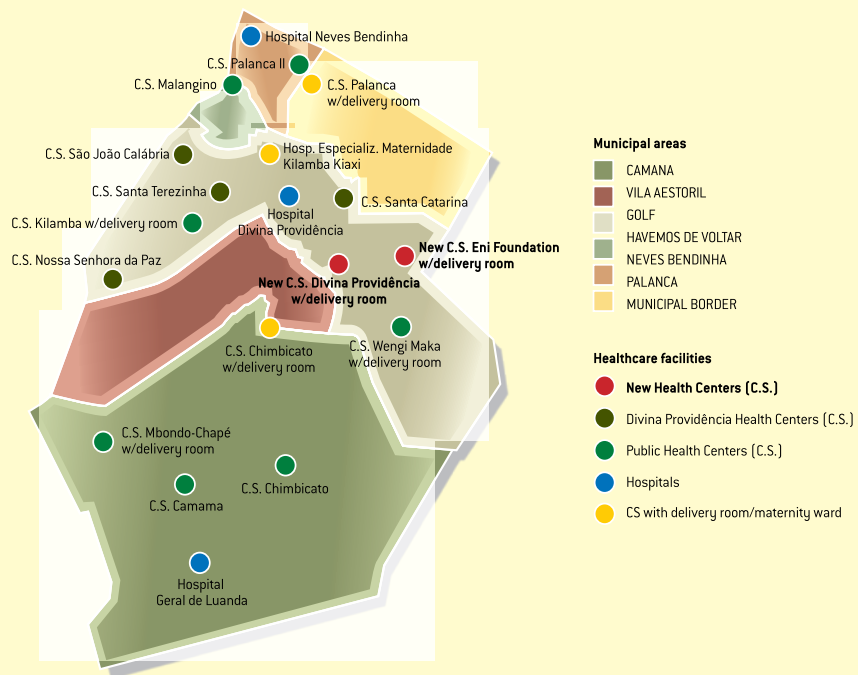 Hospital Neves Bendinha
C.S. Palanca II
C.S. Malangino
C.S. Palanca
w/delivery room
C.S. São João Calábria
Hosp. Especializ. Maternidade
Kilamba Kiaxi
C.S. Santa Terezinha
C.S. Santa Catarina
Hospital
Divina Providência
C.S. Kilamba w/delivery room
C.S. Nossa Senhora da Paz
New C.S. Eni Foundation
w/delivery room
New C.S. Divina Providência
w/delivery room
C.S. Chimbicato
w/delivery room
C.S. Wengi Maka
w/delivery room
C.S. Mbondo-Chapé
w/delivery room
C.S. Chimbicato
C.S. Camama
Hospital
Geral de Luanda
Municipal areas
CAMANA
VILA AESTORIL
GOLF
HAVEMOS DE VOLTAR
NEVES BENDINHA
PALANCA
MUNICIPAL BORDER
Healthcare facilities
New Health Centers (C.S.)
Divina Providência Health Centers (C.S.)
Public Health Centers (C.S.)
Hospitals
CS with delivery room/maternity ward